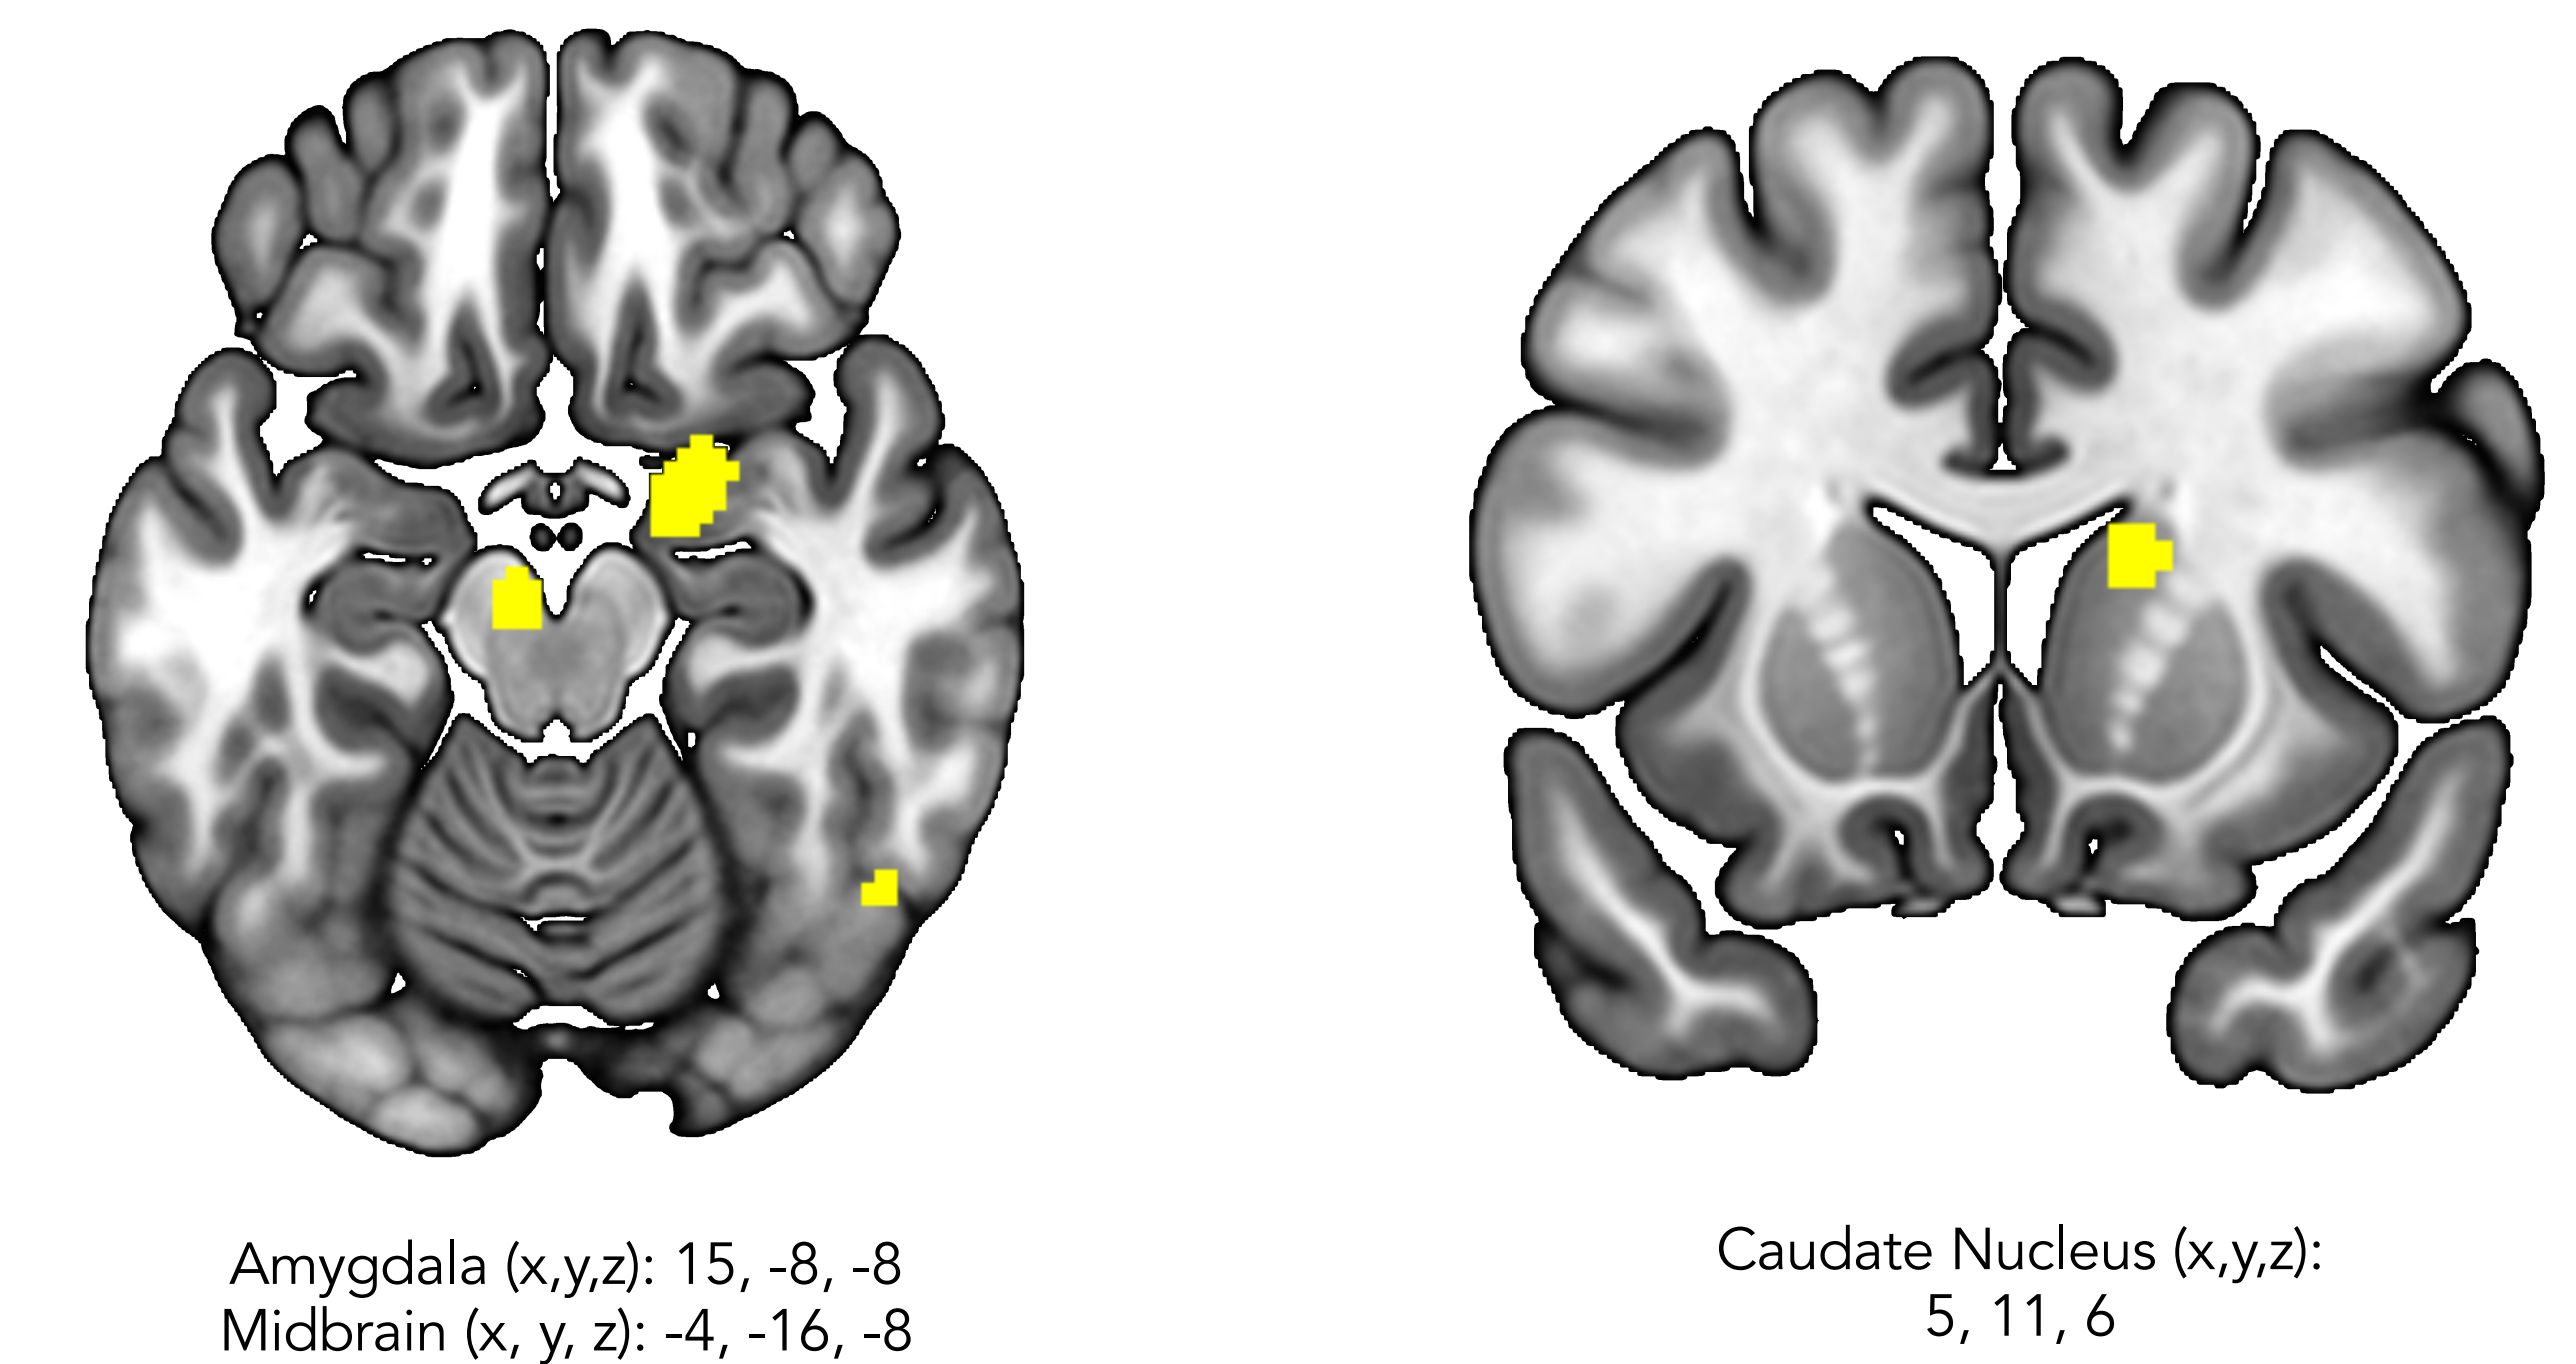 Amygdala (x,y,z): 15, -8, -8
Midbrain (x, y, z): -4, -16, -8
Caudate Nucleus (x,y,z):
5, 11, 6